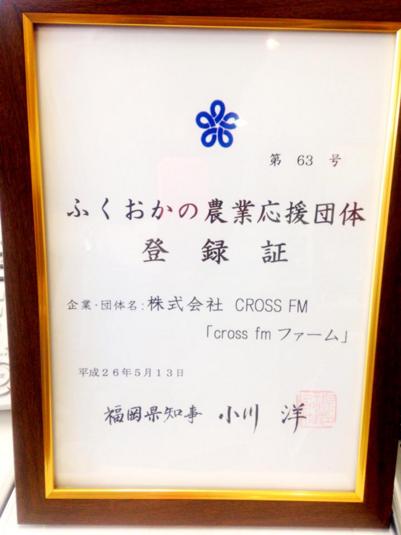 第 63 号
ふくおかの農業応援団体
登 録 証
企業・団体名：株式会社 CROSS FM
「cross fm ファーム」
平成26年5月13日
福岡県知事 小川 洋